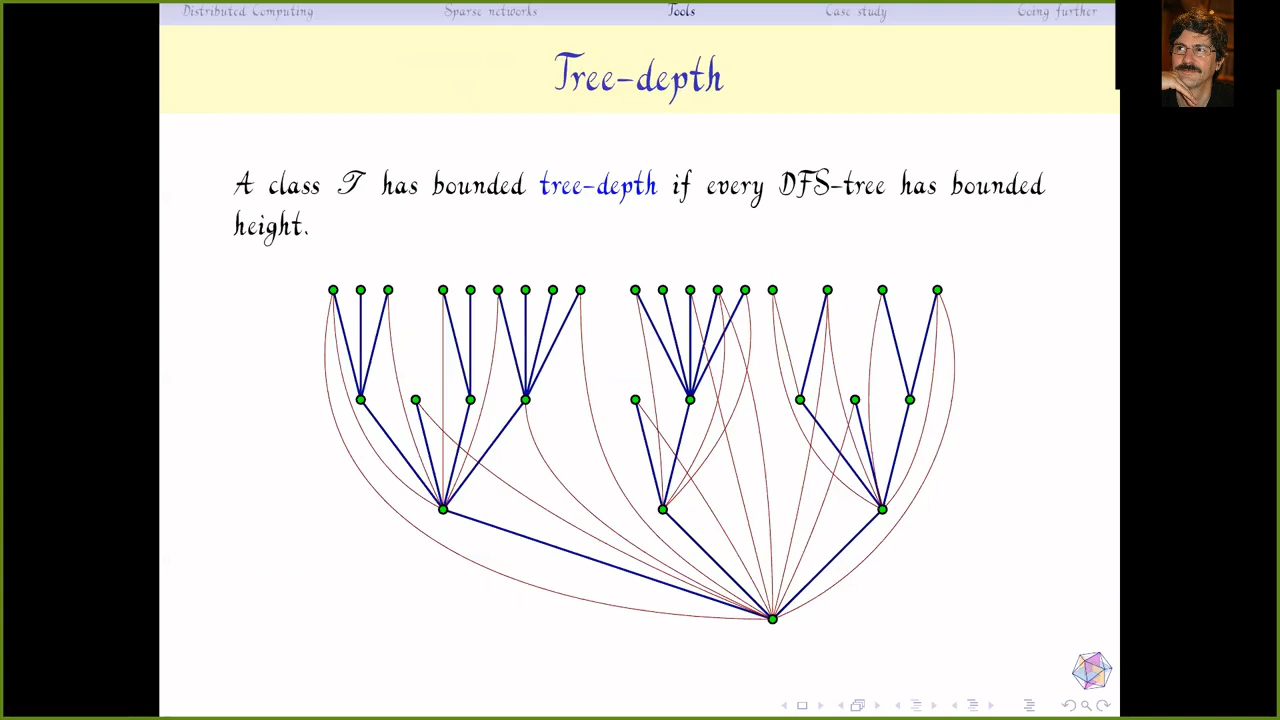 Distributed Computing Sparse networks Tools Case study Going further
Tree-depth
A class 𝒯 has bounded tree-depth if every DFS-tree has bounded
height.